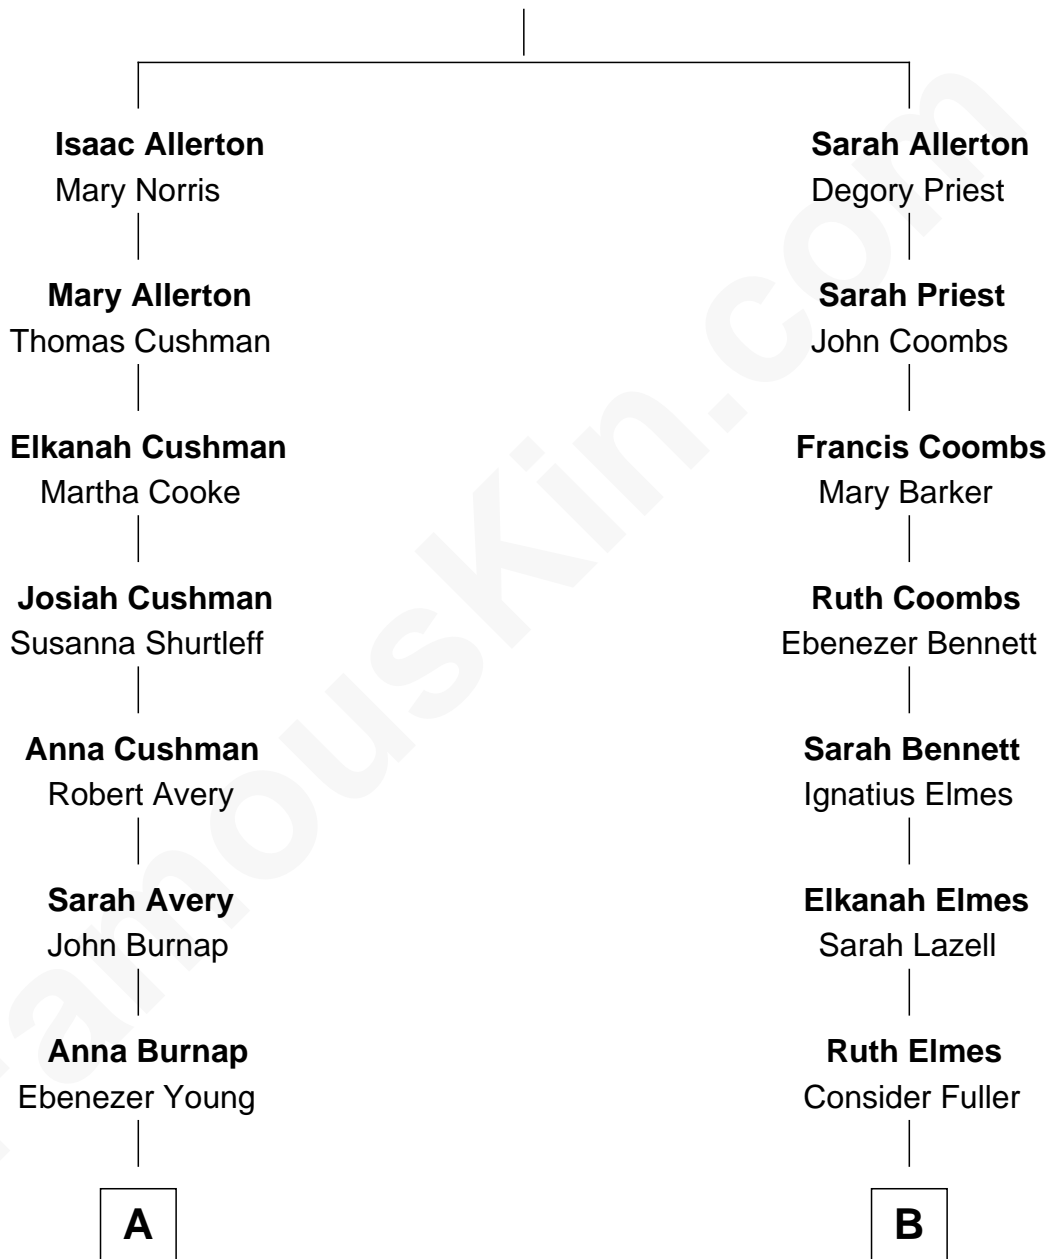 Isaac Allerton
Mary Norris
Sarah Allerton
Degory Priest
Mary Allerton
Thomas Cushman
Sarah Priest
John Coombs
Elkanah Cushman
Martha Cooke
Francis Coombs
Mary Barker
Josiah Cushman
Susanna Shurtleff
Ruth Coombs
Ebenezer Bennett
Anna Cushman
Robert Avery
Sarah Bennett
Ignatius Elmes
Sarah Avery
John Burnap
Elkanah Elmes
Sarah Lazell
Anna Burnap
Ebenezer Young
Ruth Elmes
Consider Fuller
A
B
FamousKin.com